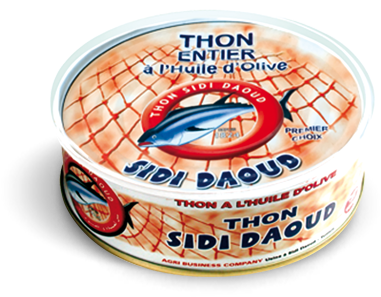 THON
ENTIER
à l'Huile d'Olive
THON SIDI DAOUD
PREMIER
CHOIX
SIDI DAOUD
THON A L'HUILE D'OLIVE
THON
SIDI DAOUD
AGRI BUSINESS COMPANY